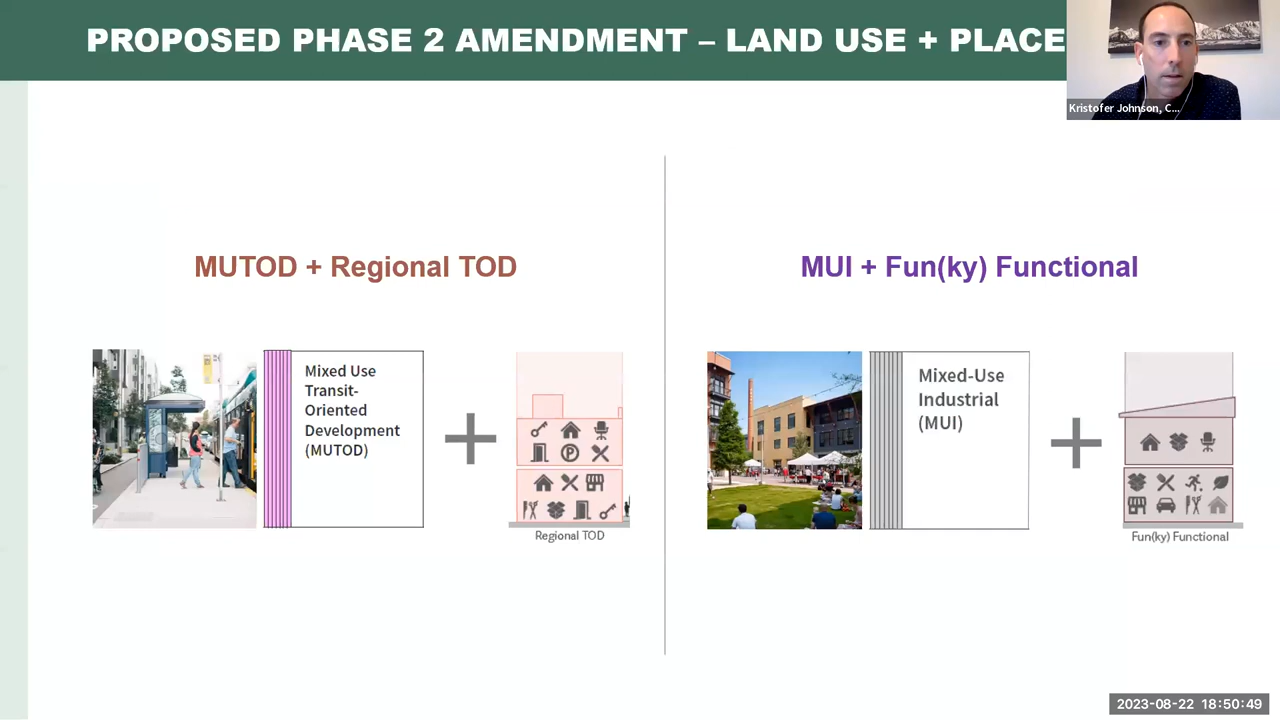 PROPOSED PHASE 2 AMENDMENT – LAND USE + PLACE
Kristofer Johnson, C...
MUTOD + Regional TOD
MUI + Fun(ky) Functional
Mixed Use
Transit-
Oriented
Development
(MUTOD)
+
Regional TOD
Mixed-Use
Industrial
(MUI)
+
Fun(ky) Functional
2023-08-22 18:50:49